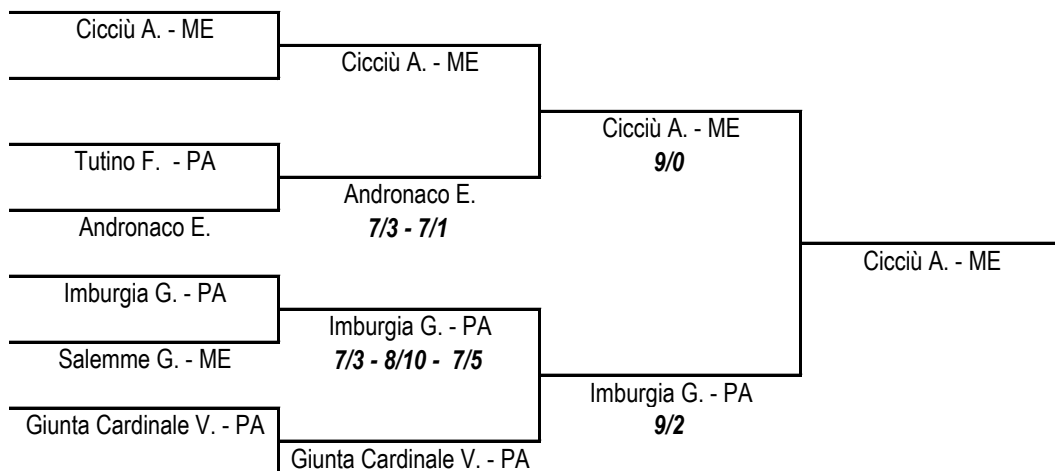 Cicciù A. - ME
Cicciù A. - ME
Cicciù A. - ME
9/0
Tutino F.  - PA
Andronaco E.
7/3 - 7/1
Andronaco E.
Cicciù A. - ME
Imburgia G. - PA
Imburgia G. - PA
7/3 - 8/10 -  7/5
Salemme G. - ME
Imburgia G. - PA
9/2
Giunta Cardinale V. - PA
Giunta Cardinale V. - PA